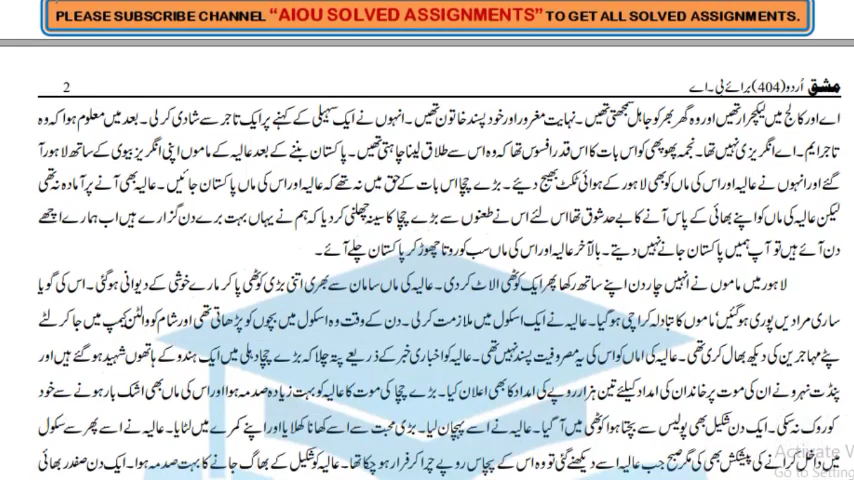 PLEASE SUBSCRIBE CHANNEL “AIOU SOLVED ASSIGNMENTS” TO GET ALL SOLVED ASSIGNMENTS.
مشق اُردو (404) برائے بی۔اے 2
اے اور کالج میں لیکچرار تھیں اور وہ گھر بھر کو جاہل سمجھتی تھیں۔ نہایت مغرور اور خود پسند خاتون تھیں۔ انہوں نے ایک سہیلی کے کہنے پر ایک تاجر سے شادی کر لی۔ بعد میں معلوم ہوا کہ وہ
تاجر ایم۔اے انگریزی نہیں تھا۔ نجمہ پھوپھی کو اس بات کا اس قدر افسوس تھا کہ وہ اس سے طلاق لینا چاہتی تھیں۔ پاکستان بننے کے بعد عالیہ کے ماموں اپنی انگریز بیوی کے ساتھ لاہور آ
گئے اور انہوں نے عالیہ اور اس کی ماں کو بھی لاہور کے ہوائی ٹکٹ بھیج دیئے۔ بڑے چچا اس بات کے حق میں نہ تھے کہ عالیہ اور اس کی ماں پاکستان جائیں۔ عالیہ بھی آنے پر آمادہ نہ تھی
لیکن عالیہ کی ماں کو اپنے بھائی کے پاس آنے کا بے حد شوق تھا اس لئے اس نے طعنوں سے بڑے چچا کا سینہ چھلنی کر دیا کہ ہم نے یہاں بہت برے دن گزارے ہیں اب ہمارے اچھے
دن آئے ہیں تو آپ ہمیں پاکستان جانے نہیں دیتے۔ بالآخر عالیہ اور اس کی ماں سب کو روتا چھوڑ کر پاکستان چلے آئے۔
لاہور میں ماموں نے انہیں چار دن اپنے ساتھ رکھا پھر ایک کوٹھی الاٹ کر دی۔ عالیہ کی ماں سامان سے بھری اتنی بڑی کوٹھی پا کر مارے خوشی کے دیوانی ہو گئی۔ اس کی گویا
ساری مرادیں پوری ہو گئیں‘ ماموں کا تبادلہ کراچی ہو گیا۔ عالیہ نے ایک اسکول میں ملازمت کر لی۔ دن کے وقت وہ اسکول میں بچوں کو پڑھاتی تھی اور شام کو والٹن کیمپ میں جا کر لٹے
پٹے مہاجرین کی دیکھ بھال کری تھی۔ عالیہ کی اماں کو اس کی یہ مصروفیت پسند نہیں تھی۔ عالیہ کو اخباری خبر کے ذریعے پتہ چلا کہ بڑے چچا دہلی میں ایک ہندو کے ہاتھوں شہید ہو گئے ہیں اور
پنڈت نہرو نے ان کی موت پر خاندان کی امداد کیلئے تین ہزار روپے کی امداد کا بھی اعلان کیا۔ بڑے چچا کی موت کا عالیہ کو بہت زیادہ صدمہ ہوا اور اس کی ماں بھی اشک بار ہونے سے خود
کو روک نہ سکی۔ ایک دن شکیل بھی پولیس سے بچتا ہوا کوٹھی میں آ گیا۔ عالیہ نے اسے پہچان لیا۔ بڑی محبت سے اسے کھانا کھلایا اور اپنے کمرے میں لٹایا۔ عالیہ نے اسے پھر سے سکول
میں داخل کرانے کی پیشکش بھی کی مگر صبح جب عالیہ اسے دیکھنے گئی تو وہ اس کے پچاس روپے چرا کر فرار ہو چکا تھا۔ عالیہ کو شکیل کے بھاگ جانے کا بہت صدمہ ہوا۔ ایک دن صفدر بھائی
Activate
Go to Setting